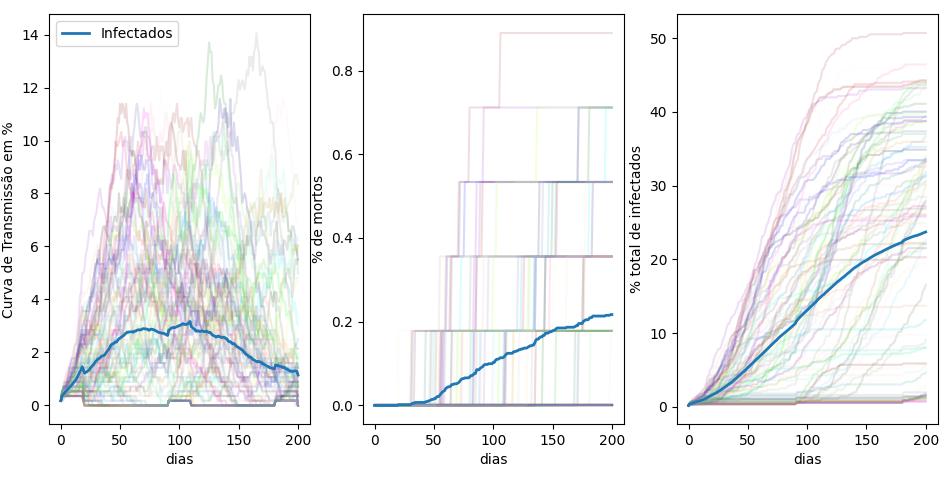 Curva de Transmissão em %
14
12
10
8
6
4
2
0
Infectados
0 50 100 150 200
dias
% de mortos
0.8
0.6
0.4
0.2
0.0
0 50 100 150 200
dias
% total de infectados
50
40
30
20
10
0
0 50 100 150 200
dias